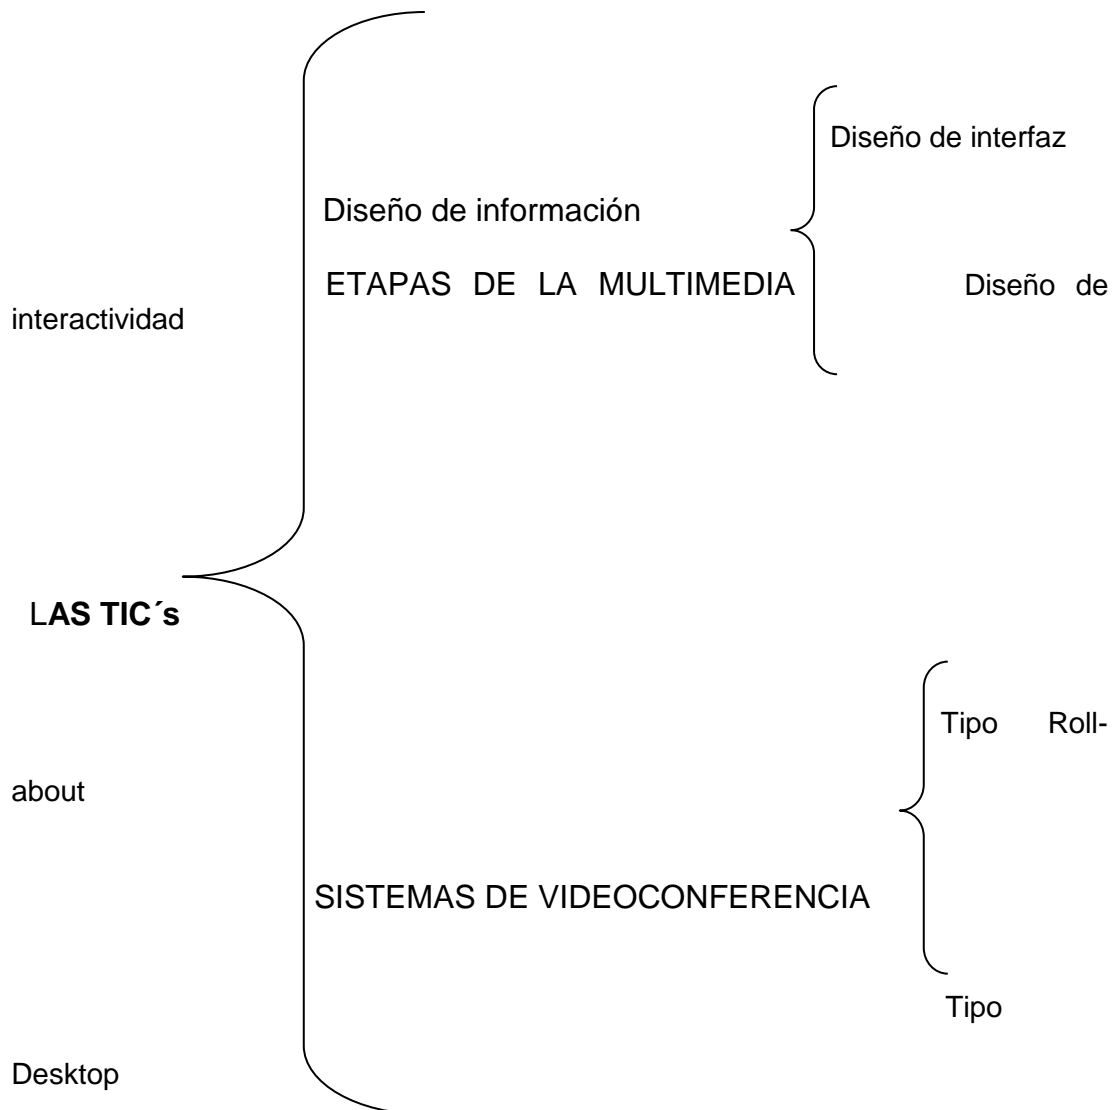 Diseño de interfaz
Diseño de información
ETAPAS DE LA MULTIMEDIA Diseño de
interactividad
LAS TIC´s
Tipo Roll-
about
SISTEMAS DE VIDEOCONFERENCIA
Tipo
Desktop